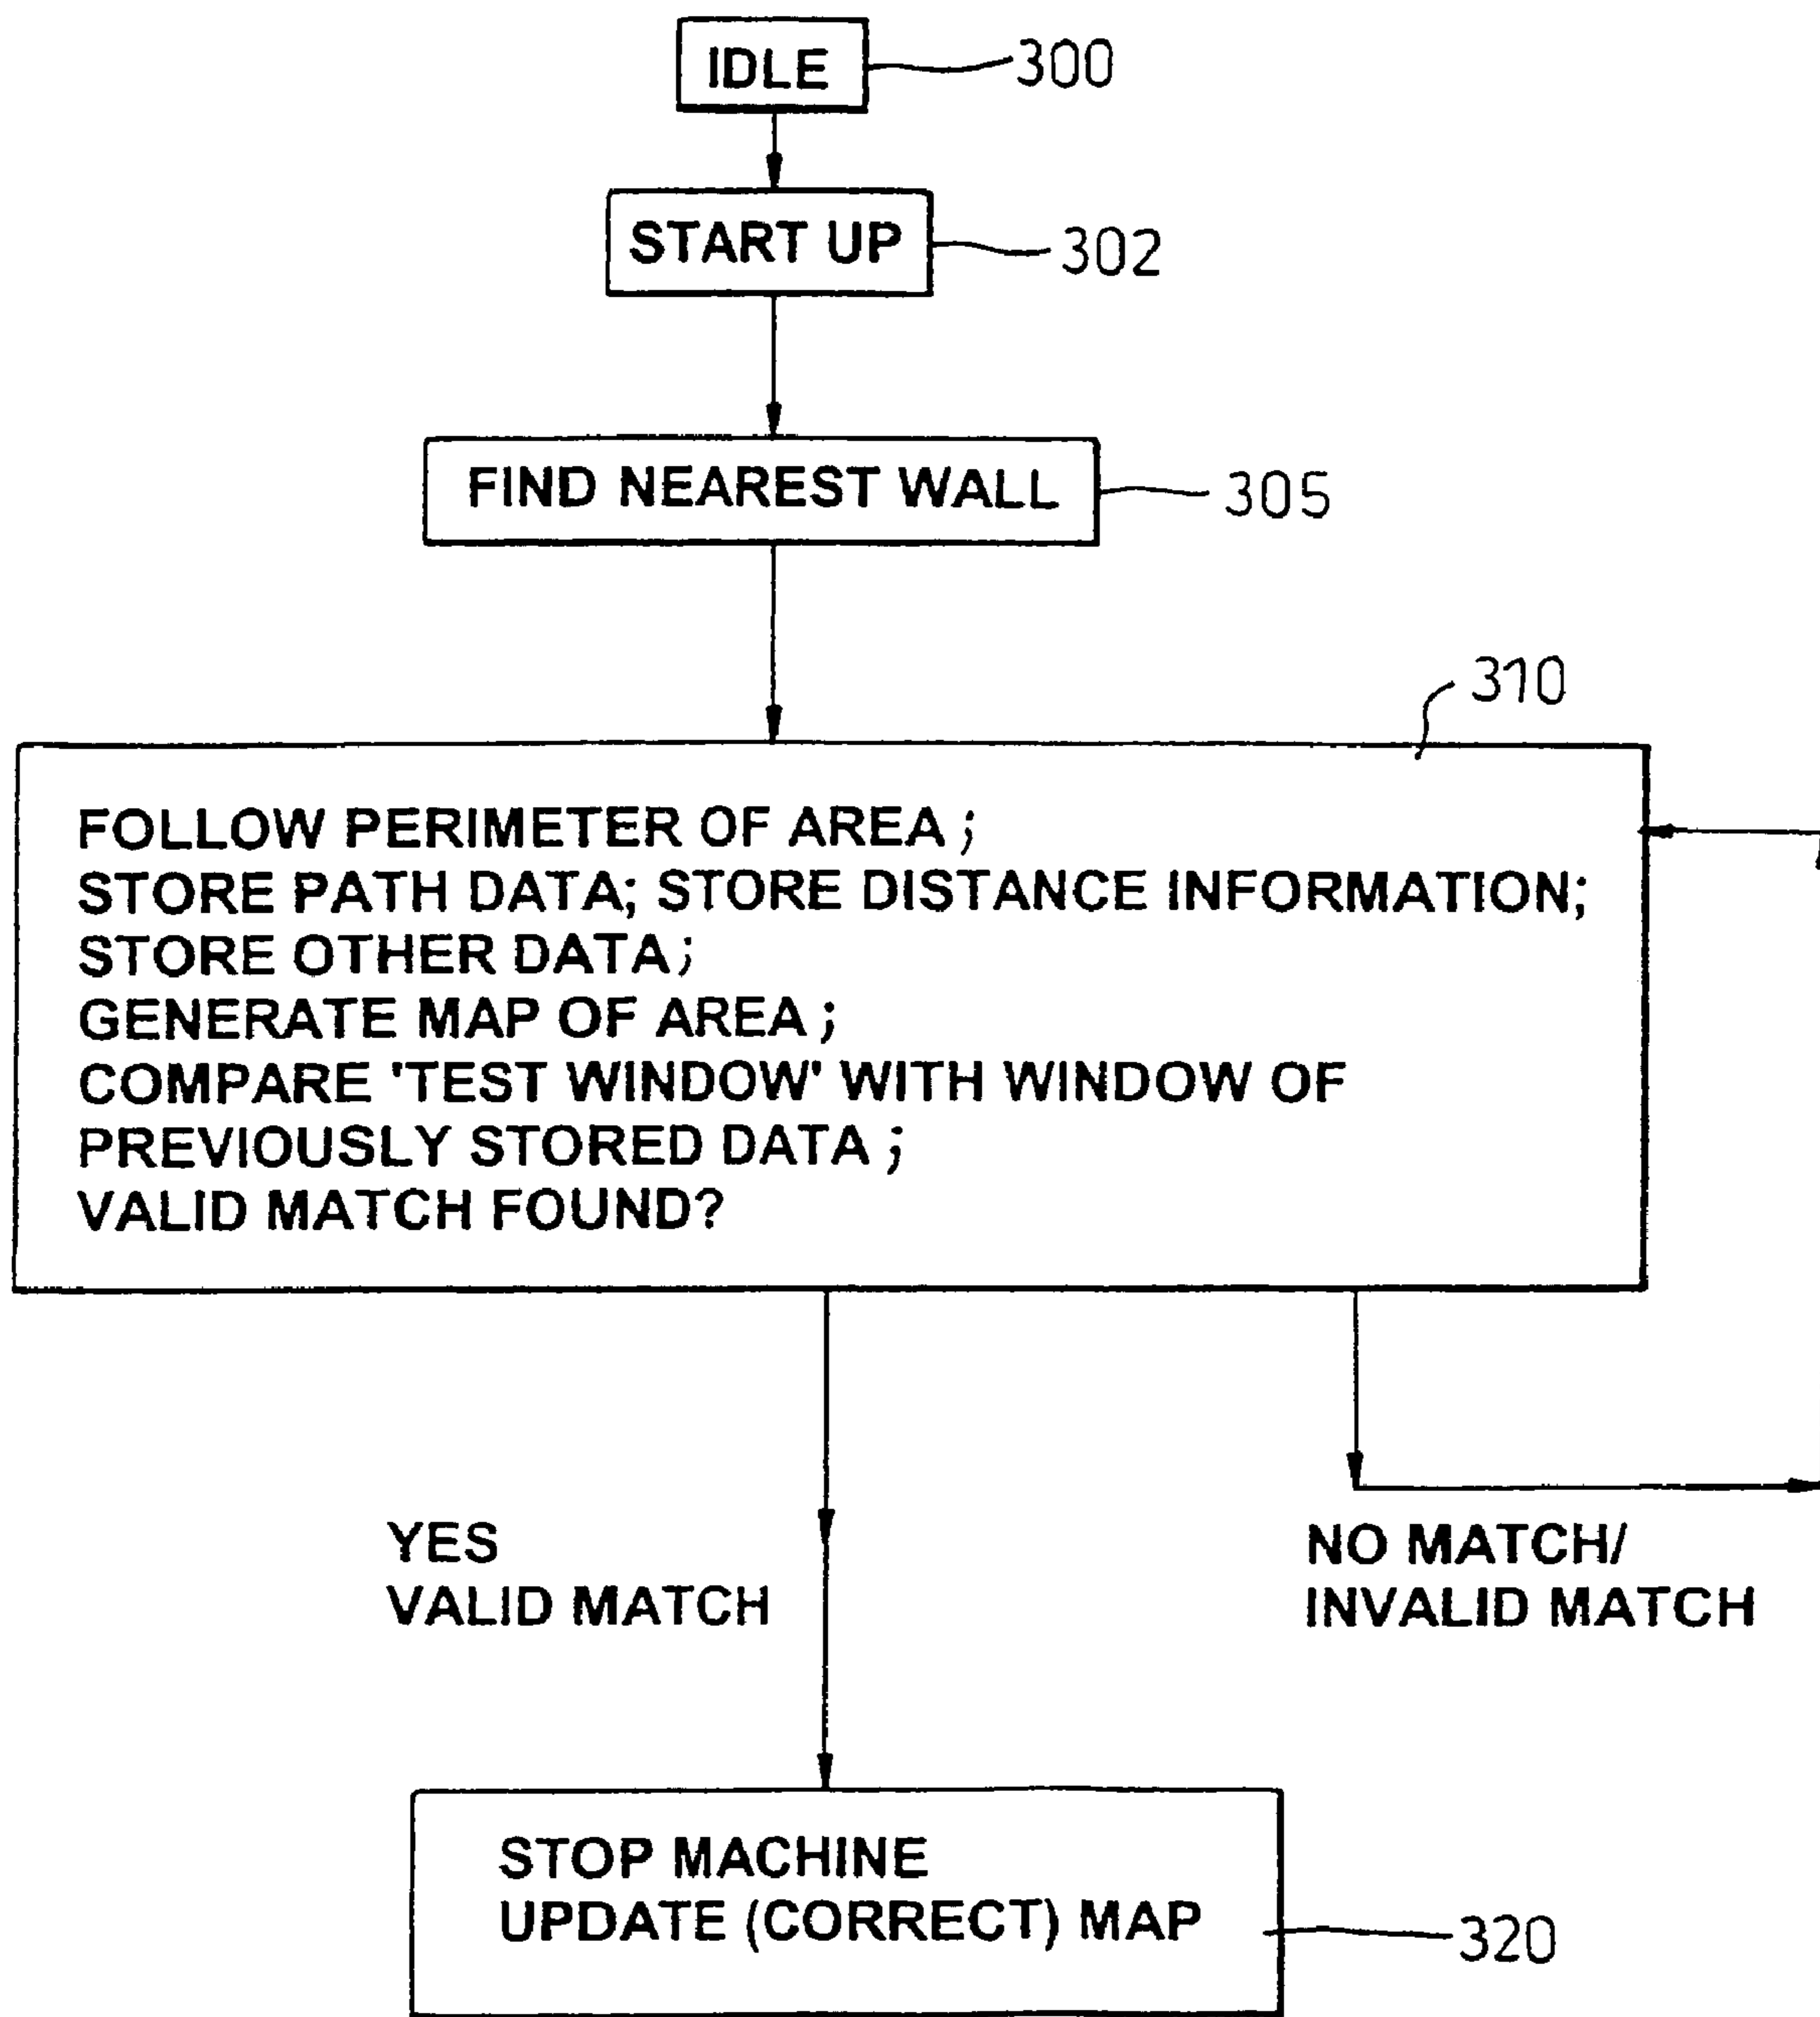 IDLE
300
START UP
302
FIND NEAREST WALL
305
310
FOLLOW PERIMETER OF AREA;
STORE PATH DATA; STORE DISTANCE INFORMATION;
STORE OTHER DATA;
GENERATE MAP OF AREA;
COMPARE 'TEST WINDOW' WITH WINDOW OF
PREVIOUSLY STORED DATA;
VALID MATCH FOUND?
YES
VALID MATCH
NO MATCH/
INVALID MATCH
STOP MACHINE
UPDATE (CORRECT) MAP
320